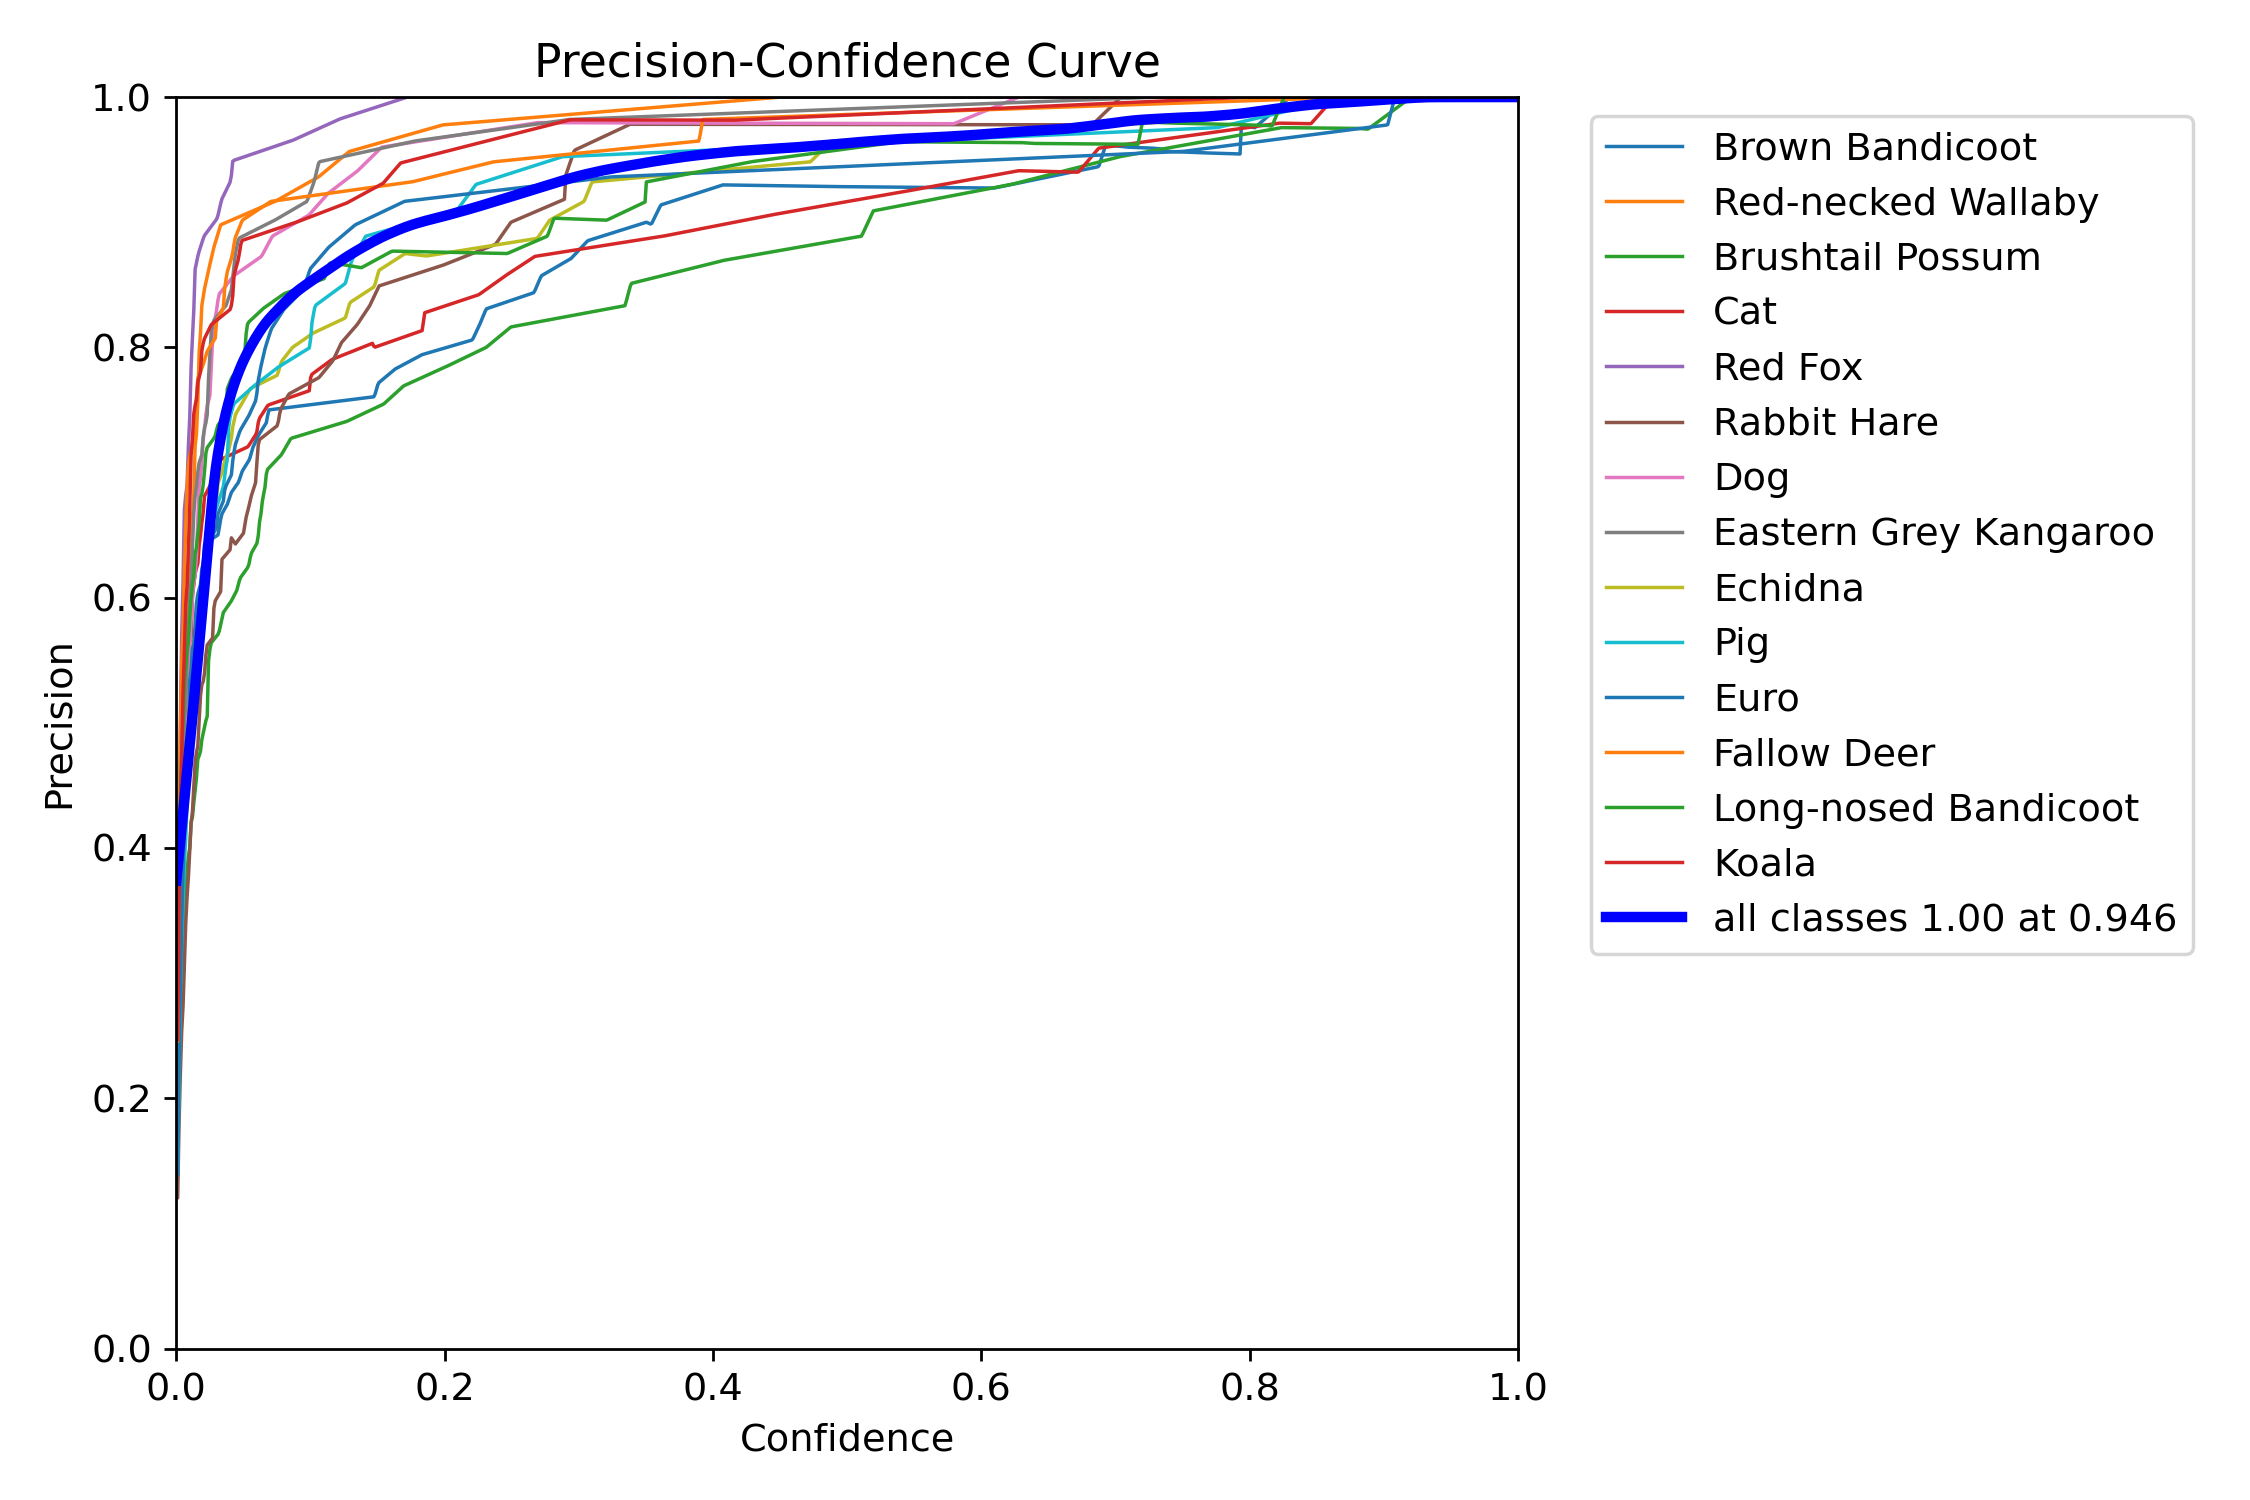 Precision-Confidence Curve
1.0
0.8
0.6
0.4
0.2
0.0
Precision
0.0 0.2 0.4 0.6 0.8 1.0
Confidence
Brown Bandicoot
Red-necked Wallaby
Brushtail Possum
Cat
Red Fox
Rabbit Hare
Dog
Eastern Grey Kangaroo
Echidna
Pig
Euro
Fallow Deer
Long-nosed Bandicoot
Koala
all classes 1.00 at 0.946